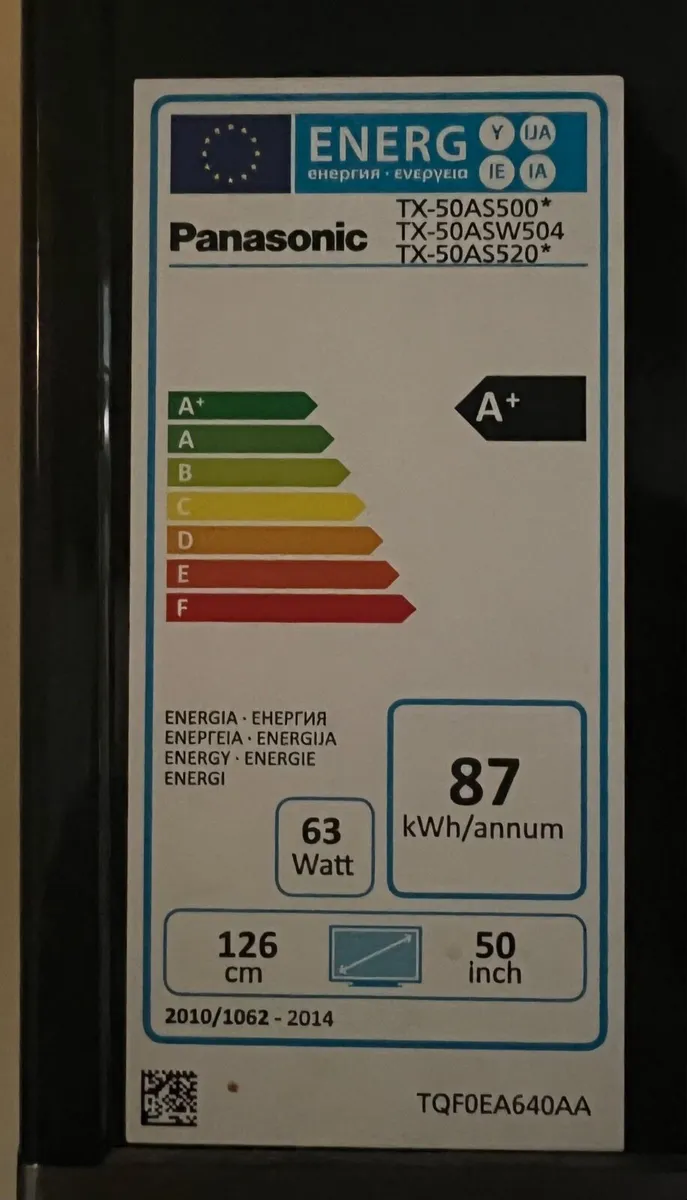 ENERG Y IJA
енергия · ενεργεια IE IA
Panasonic
TX-50AS500*
TX-50ASW504
TX-50AS520*
A+
A+
A
B
C
D
E
F
ENERGIA · ЕНЕРГИЯ
ΕΝΕΡΓΕΙΑ · ENERGIJA
ENERGY · ENERGIE
ENERGI
63
Watt
87
kWh/annum
126
cm
50
inch
2010/1062 - 2014
TQF0EA640AA